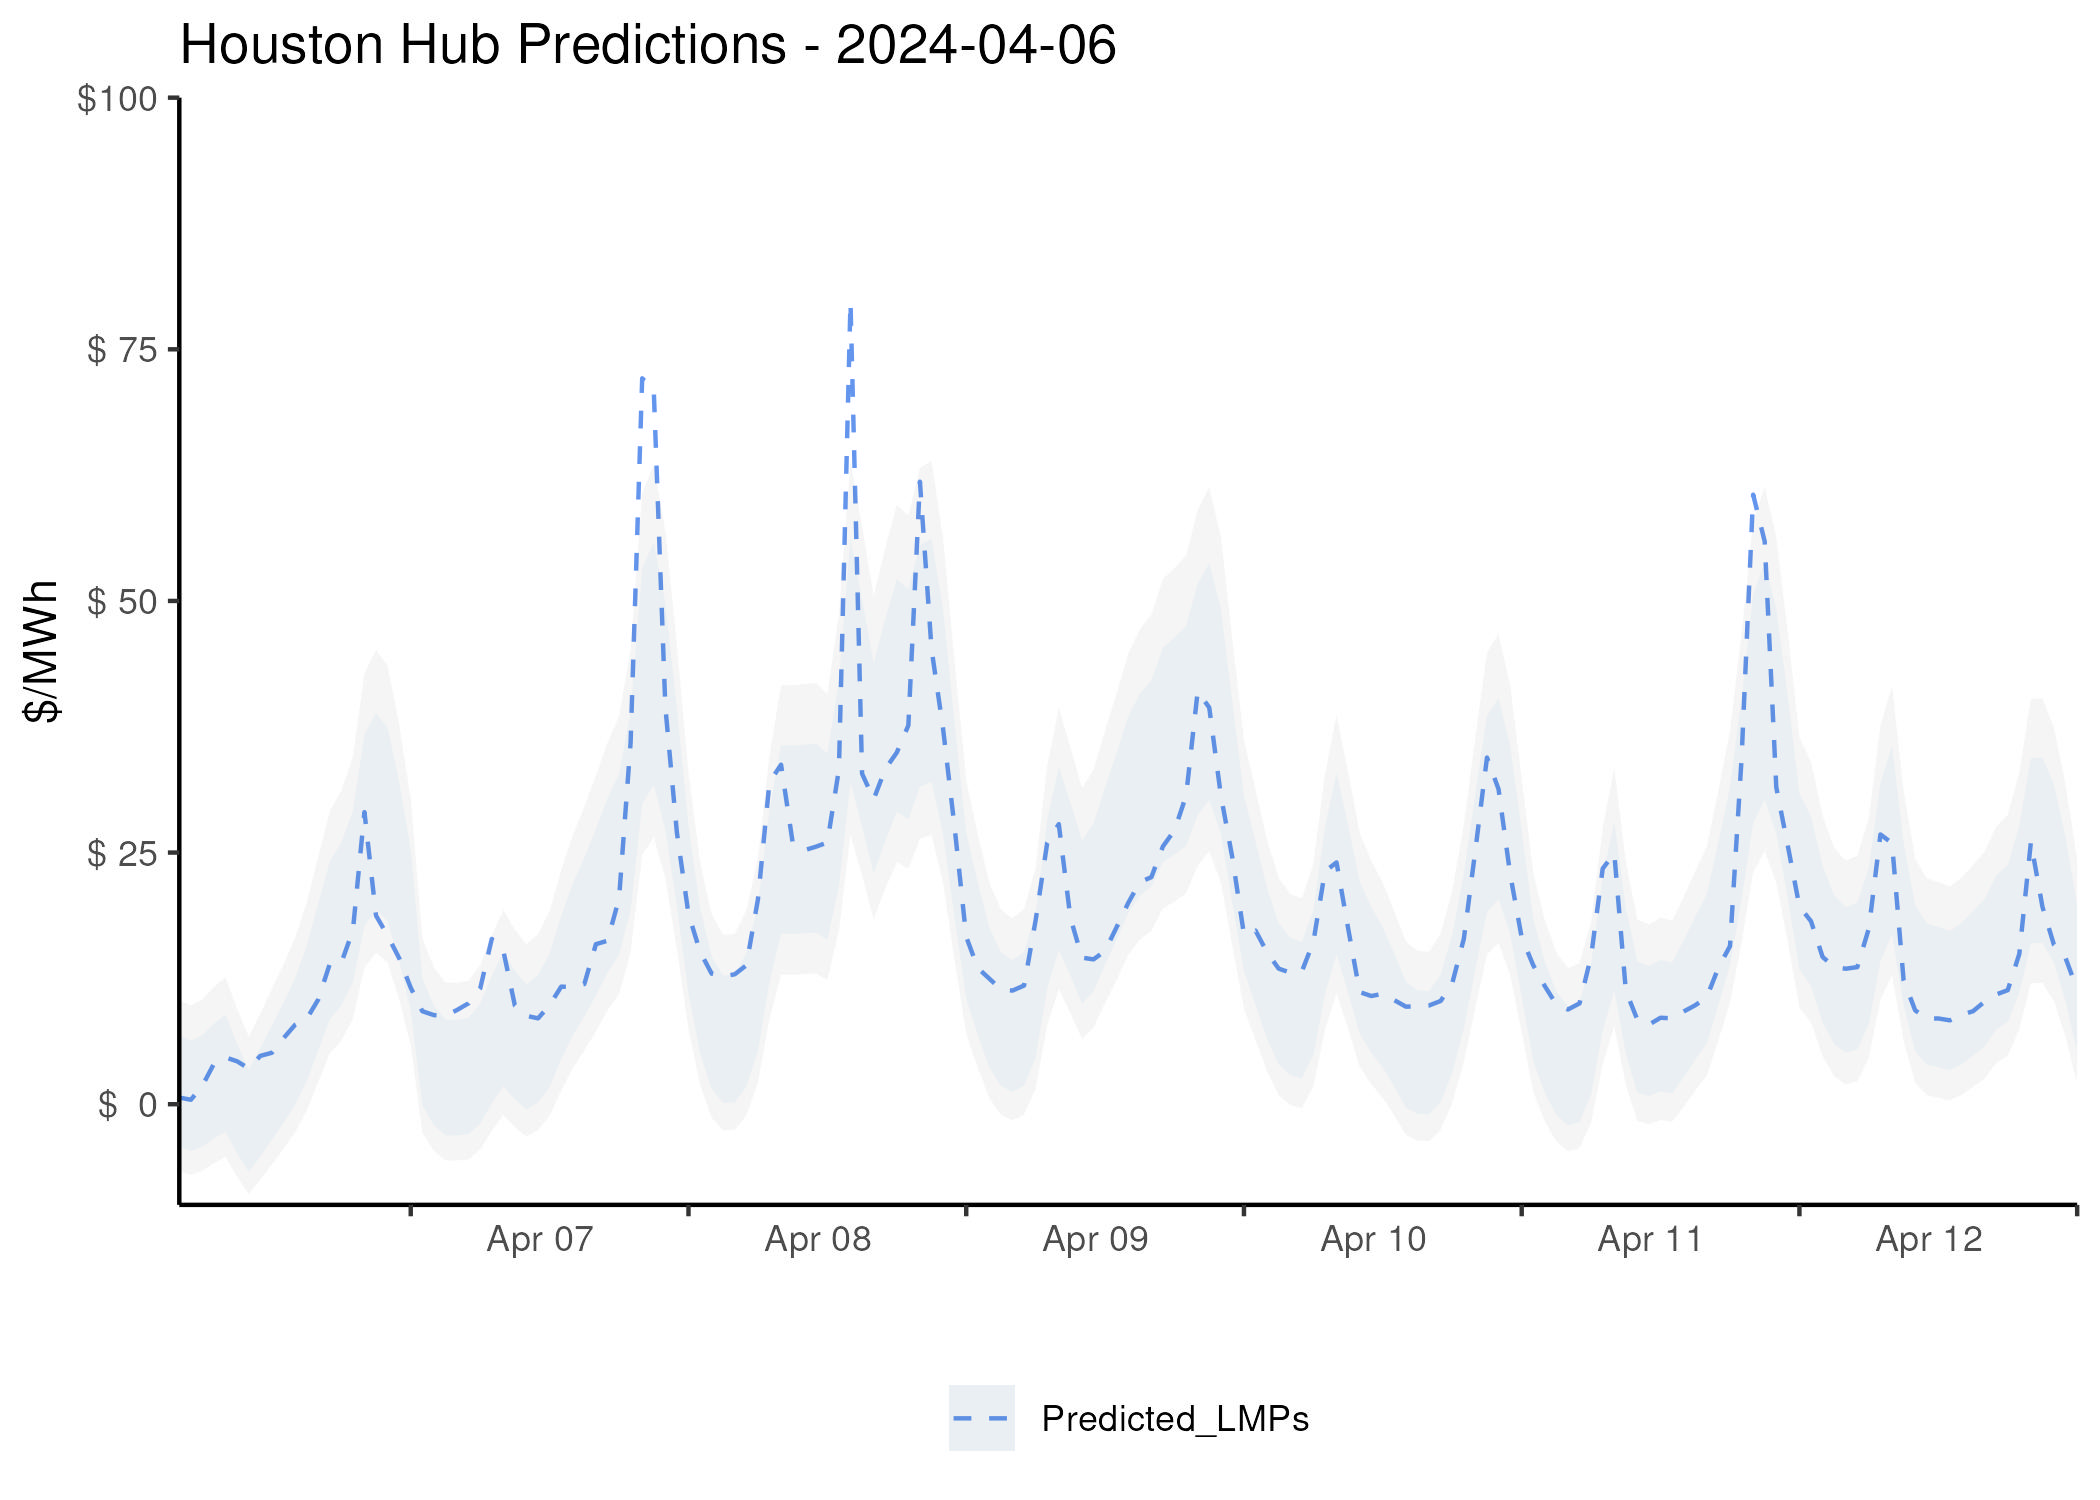 Houston Hub Predictions - 2024-04-06
$100
$ 75
$ 50
$ 25
$ 0
$/MWh
Apr 07 Apr 08 Apr 09 Apr 10 Apr 11 Apr 12
Predicted_LMPs